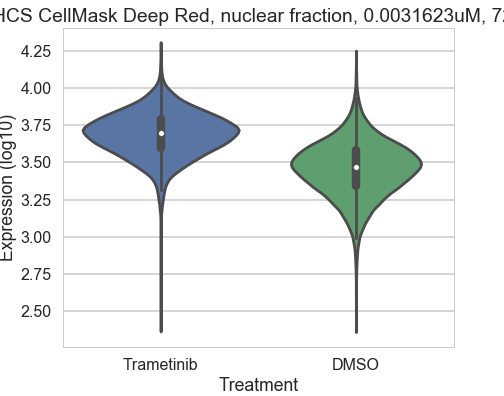 HCS CellMask Deep Red, nuclear fraction, 0.0031623uM,
4.25
4.00
3.75
3.50
3.25
3.00
2.75
2.50
Expression (log10)
Trametinib DMSO
Treatment